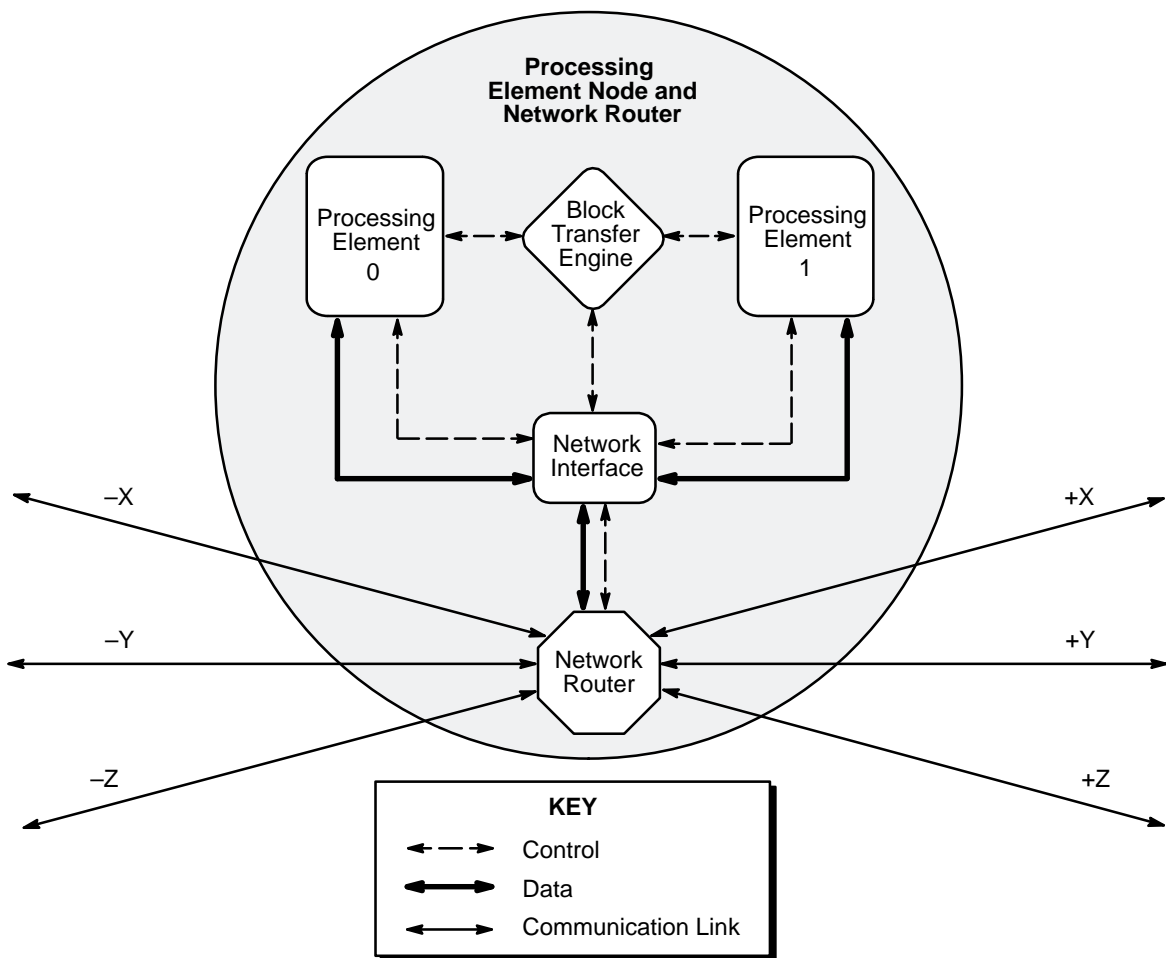 Processing
Element Node and
Network Router
Processing
Element
0
Block
Transfer
Engine
Processing
Element
1
Network
Interface
–X
+X
–Y
+Y
Network
Router
–Z
+Z
KEY
Control
Data
Communication Link